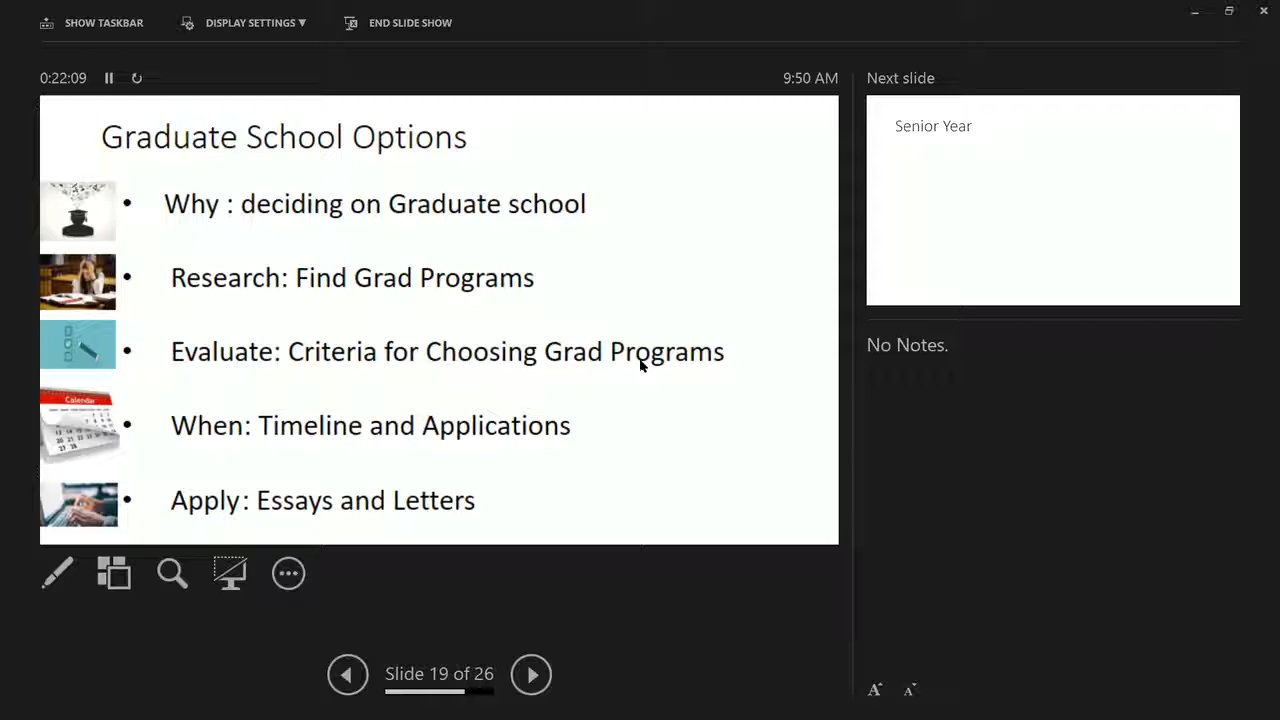 SHOW TASKBAR
DISPLAY SETTINGS ▼
END SLIDE SHOW
0:22:09
9:50 AM
Next slide
Graduate School Options
• Why : deciding on Graduate school
• Research: Find Grad Programs
• Evaluate: Criteria for Choosing Grad Programs
Calendar
• When: Timeline and Applications
• Apply: Essays and Letters
Senior Year
No Notes.
Slide 19 of 26
A A